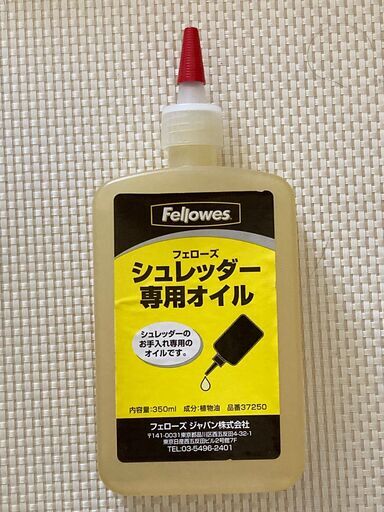 Fellowes
フェローズ
シュレッダー
専用オイル
シュレッダーの
お手入れ専用の
オイルです。
内容量:350ml 成分:植物油 品番37250
フェローズ ジャパン株式会社
〒141-0031東京都品川区西五反田4-32-1
東京日産西五反田ビル2号館7F
TEL:03-5496-2401